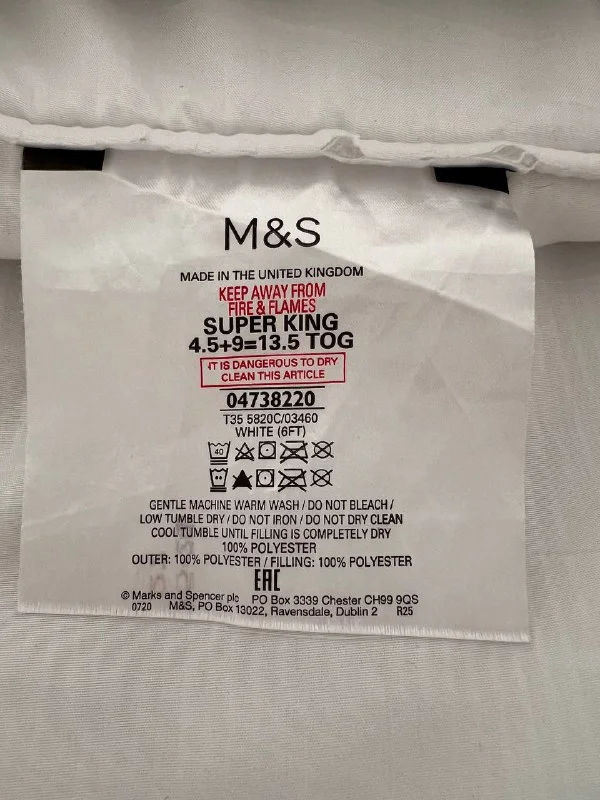 M&S
MADE IN THE UNITED KINGDOM
KEEP AWAY FROM
FIRE & FLAMES
SUPER KING
4.5+9=13.5 TOG
IT IS DANGEROUS TO DRY
CLEAN THIS ARTICLE
04738220
T35 5820C/03460
WHITE (6FT)
40
GENTLE MACHINE WARM WASH / DO NOT BLEACH /
LOW TUMBLE DRY / DO NOT IRON / DO NOT DRY CLEAN
COOL TUMBLE UNTIL FILLING IS COMPLETELY DRY
100% POLYESTER
OUTER: 100% POLYESTER / FILLING: 100% POLYESTER
EAC
© Marks and Spencer plc PO Box 3339 Chester CH99 9QS
0720 M&S, PO Box 13022, Ravensdale, Dublin 2 R25